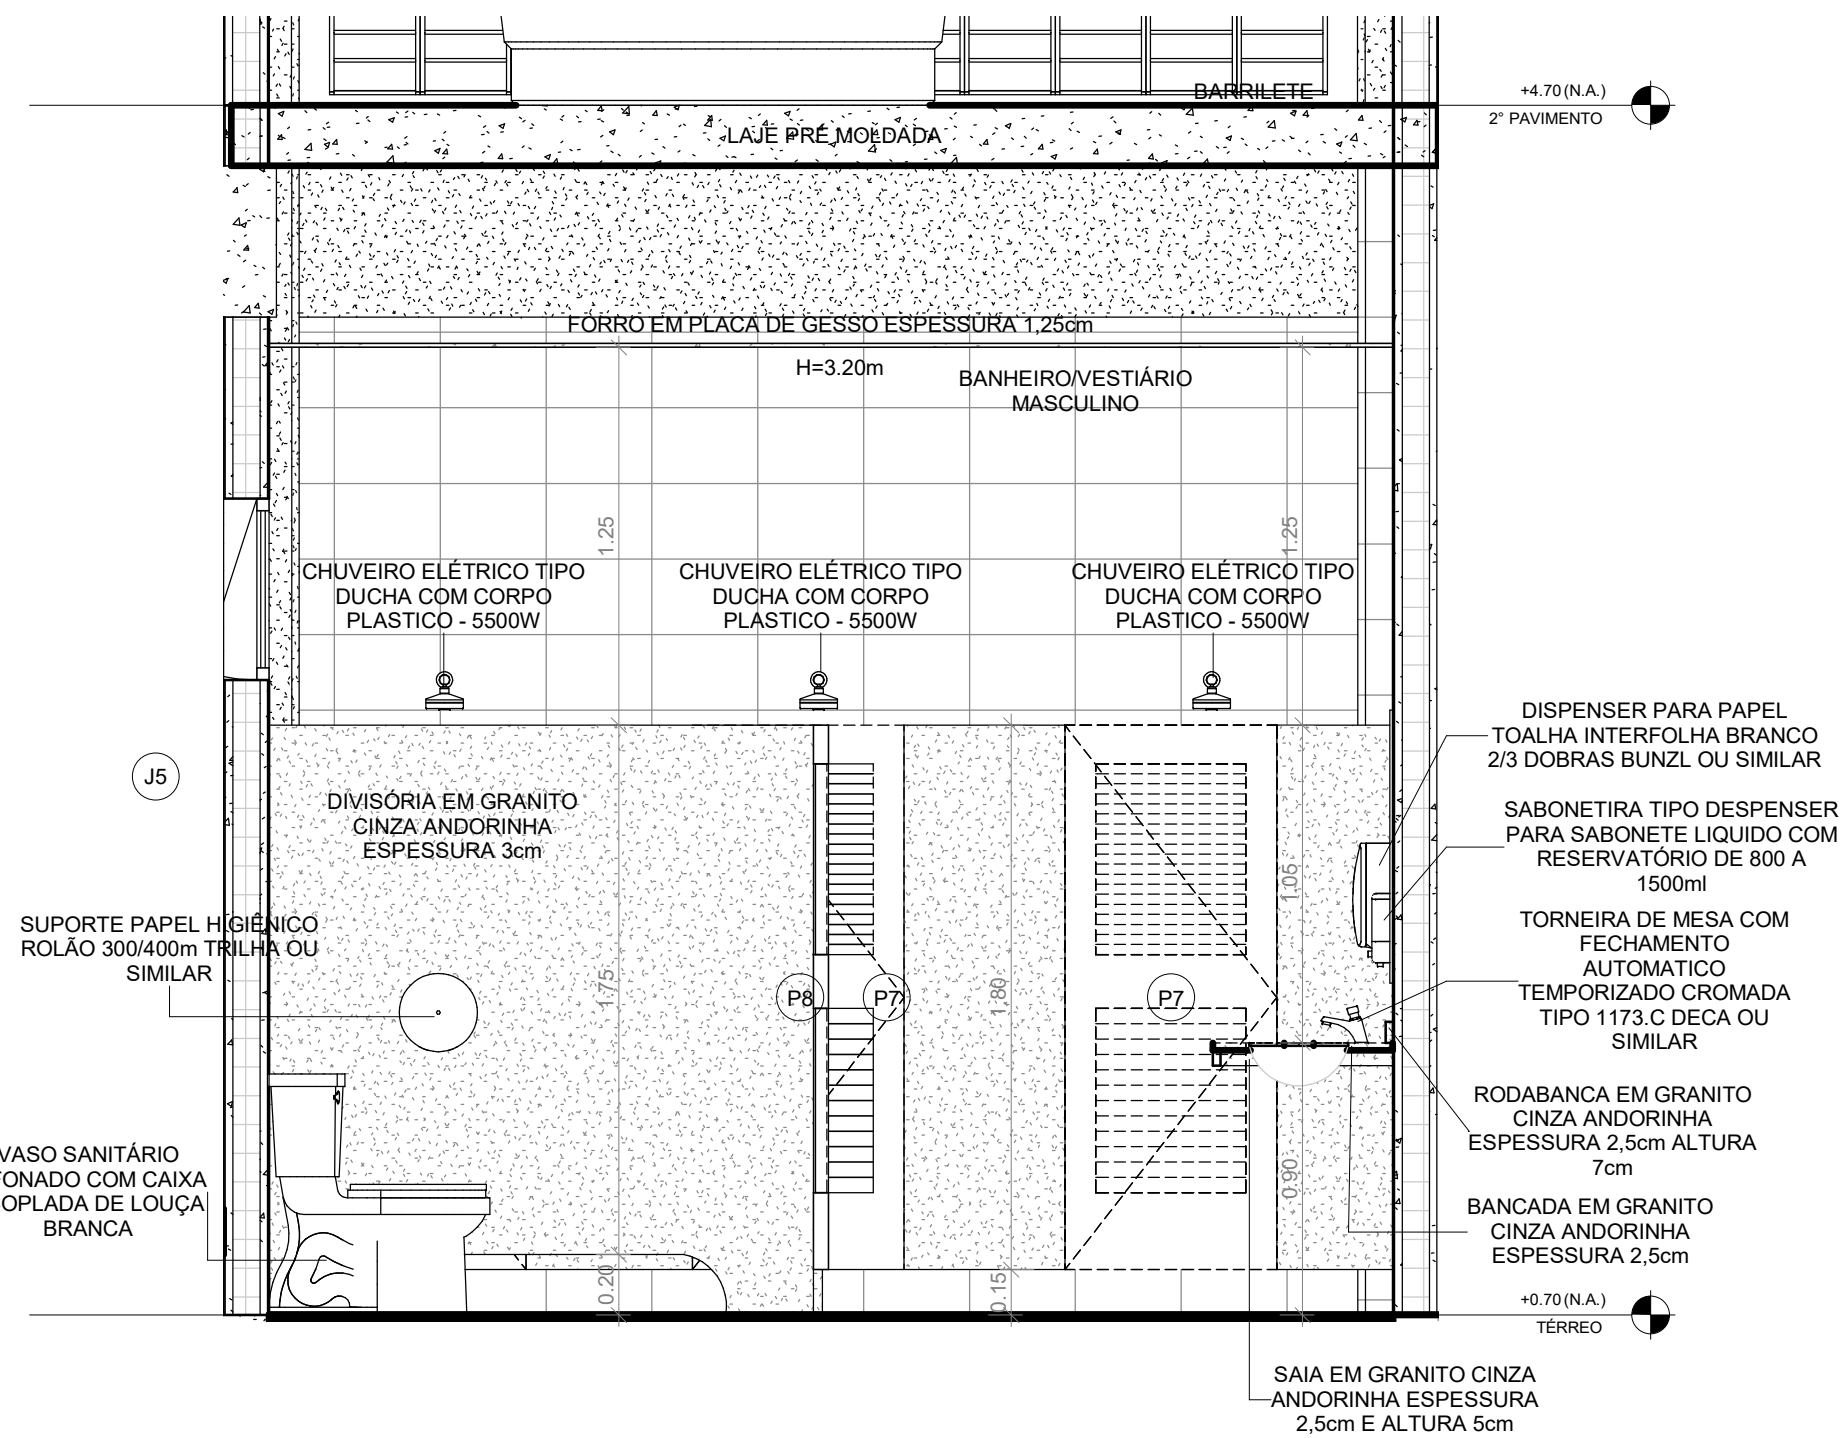 BARRILETE
+4.70 (N.A.)
2° PAVIMENTO
LAJE PRÉ MOLDADA
FORRO EM PLACA DE GESSO ESPESSURA 1,25cm
H=3.20m
BANHEIRO/VESTIÁRIO
MASCULINO
1.25
1.25
CHUVEIRO ELÉTRICO TIPO
DUCHA COM CORPO
PLASTICO - 5500W
CHUVEIRO ELÉTRICO TIPO
DUCHA COM CORPO
PLASTICO - 5500W
CHUVEIRO ELÉTRICO TIPO
DUCHA COM CORPO
PLASTICO - 5500W
J5
DIVISÓRIA EM GRANITO
CINZA ANDORINHA
ESPESSURA 3cm
SUPORTE PAPEL HIGIÊNICO
ROLÃO 300/400m TRILHA OU
SIMILAR
1.75
P8
P7
1.80
P7
1.05
0.90
0.20
0.15
VASO SANITÁRIO
FONADO COM CAIXA
OPLADA DE LOUÇA
BRANCA
DISPENSER PARA PAPEL
TOALHA INTERFOLHA BRANCO
2/3 DOBRAS BUNZL OU SIMILAR
SABONETIRA TIPO DESPENSER
PARA SABONETE LIQUIDO COM
RESERVATÓRIO DE 800 A
1500ml
TORNEIRA DE MESA COM
FECHAMENTO
AUTOMATICO
TEMPORIZADO CROMADA
TIPO 1173.C DECA OU
SIMILAR
RODABANCA EM GRANITO
CINZA ANDORINHA
ESPESSURA 2,5cm ALTURA
7cm
BANCADA EM GRANITO
CINZA ANDORINHA
ESPESSURA 2,5cm
+0.70 (N.A.)
TÉRREO
SAIA EM GRANITO CINZA
ANDORINHA ESPESSURA
2,5cm E ALTURA 5cm